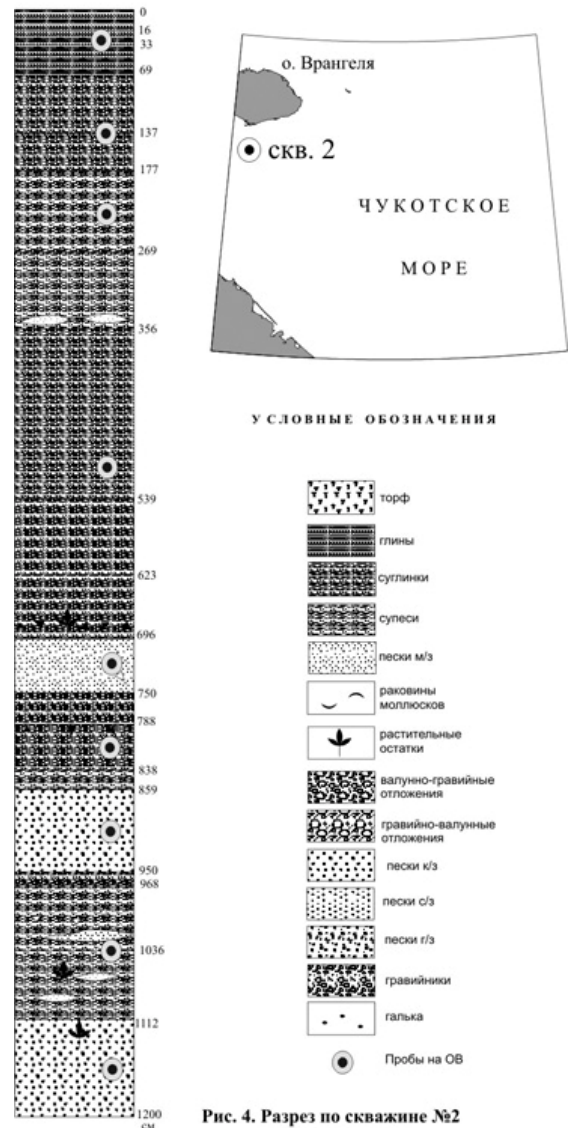 0
16
33
69
137
177
269
356
539
623
696
750
788
838
859
950
968
1036
1112
1200
см
о. Врангеля
скв. 2
ЧУКОТСКОЕ
МОРЕ
УСЛОВНЫЕ ОБОЗНАЧЕНИЯ
торф
глины
суглинки
супеси
пески м/з
раковины
моллюсков
растительные
остатки
валунно-гравийные
отложения
гравийно-валунные
отложения
пески к/з
пески с/з
пески г/з
гравийники
галька
Пробы на ОВ
Рис. 4. Разрез по скважине №2